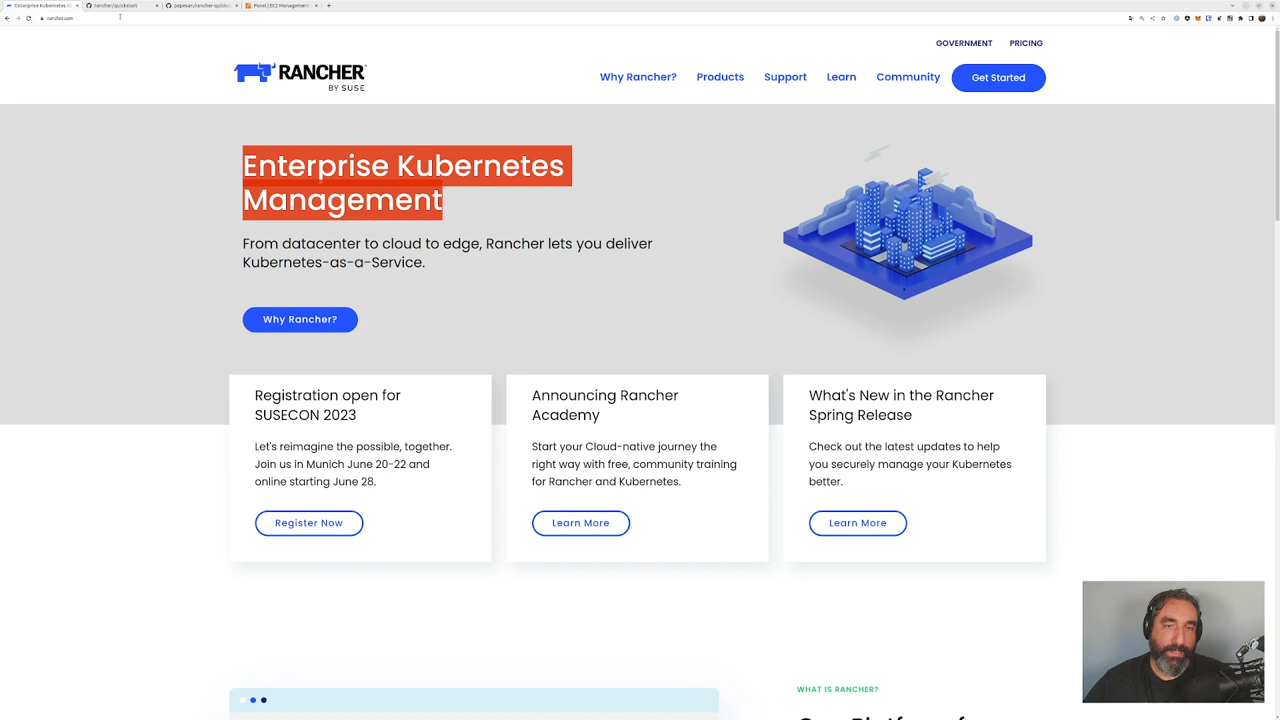 Enterprise Kubernetes M
rancher/quickstart
pepesan/rancher-quicks
Panel | EC2 Management
rancher.com
GOVERNMENT PRICING
RANCHER
BY SUSE
Why Rancher? Products Support Learn Community Get Started
Enterprise Kubernetes
Management
From datacenter to cloud to edge, Rancher lets you deliver
Kubernetes-as-a-Service.
Why Rancher?
Registration open for
SUSECON 2023
Let's reimagine the possible, together.
Join us in Munich June 20-22 and
online starting June 28.
Register Now
Announcing Rancher
Academy
Start your Cloud-native journey the
right way with free, community training
for Rancher and Kubernetes.
Learn More
What's New in the Rancher
Spring Release
Check out the latest updates to help
you securely manage your Kubernetes
better.
Learn More
WHAT IS RANCHER?